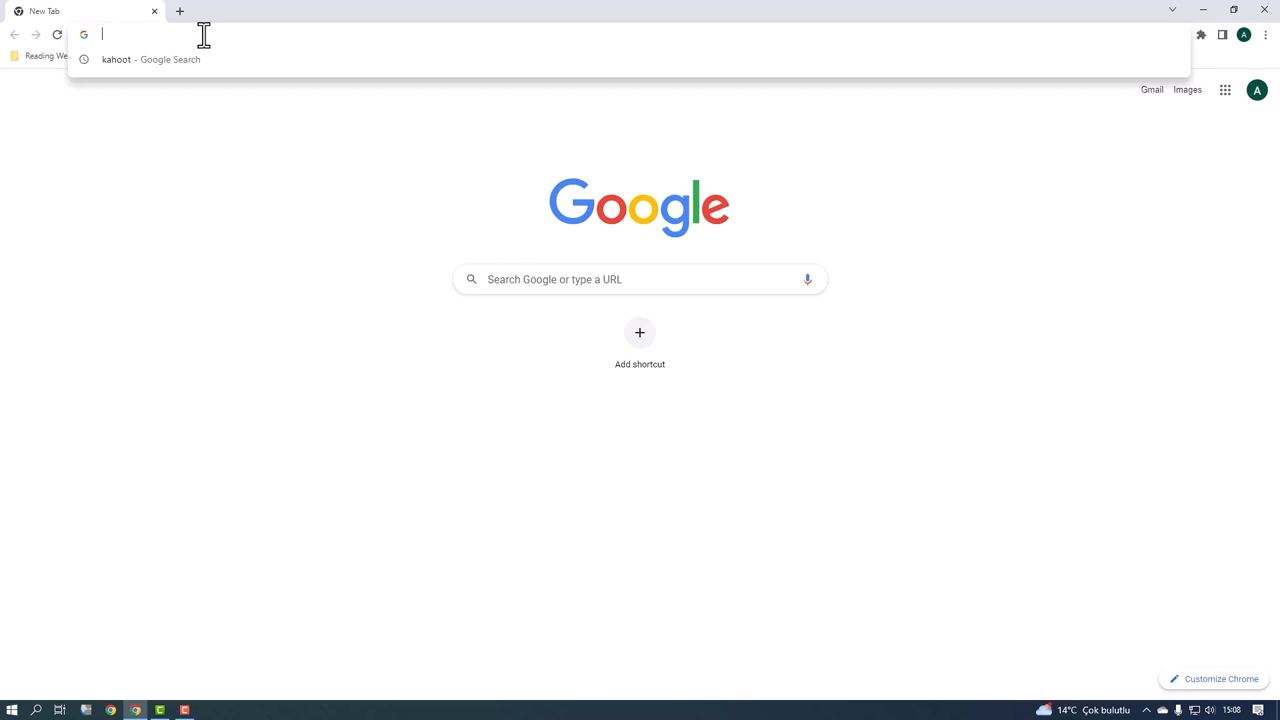 New Tab
Reading We
kahoot - Google Search
Gmail Images
A
A
Google
Search Google or type a URL
Add shortcut
Customize Chrome
14°C Çok bulutlu
15:08